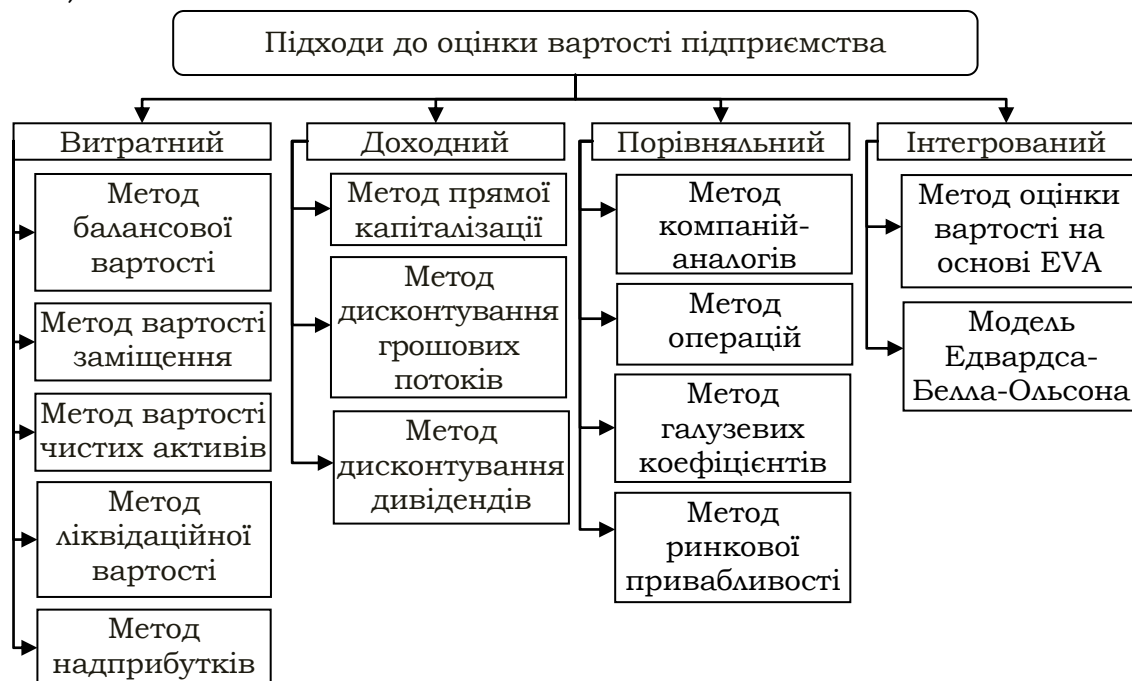 Підходи до оцінки вартості підприємства
Витратний
Метод
балансової
вартості
Метод вартості
заміщення
Метод вартості
чистих активів
Метод
ліквідаційної
вартості
Метод
надприбутків
Доходний
Метод прямої
капіталізації
Метод
дисконтування
грошових
потоків
Метод
дисконтування
дивідендів
Порівняльний
Метод
компаній-
аналогів
Метод
операцій
Метод
галузевих
коефіцієнтів
Метод
ринкової
привабливості
Інтегрований
Метод оцінки
вартості на
основі EVA
Модель
Едвардса-
Белла-Ольсона